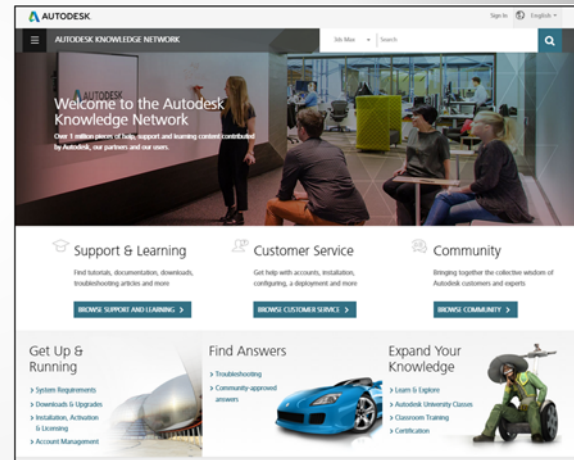 AUTODESK
Sign In
English
AUTODESK KNOWLEDGE NETWORK
3ds Max
Search
AUTODESK
Welcome to the Autodesk
Knowledge Network
Over 1 million pieces of help, support and learning content contributed
by Autodesk, our partners and our users.
Support & Learning
Find tutorials, documentation, downloads,
troubleshooting articles and more
BROWSE SUPPORT AND LEARNING >
Customer Service
Get help with accounts, installation,
configuring, a deployment and more
BROWSE CUSTOMER SERVICE >
Community
Bringing together the collective wisdom of
Autodesk customers and experts
BROWSE COMMUNITY >
Get Up &
Running
> System Requirements
> Downloads & Upgrades
> Installation, Activation
& Licensing
> Account Management
Find Answers
> Troubleshooting
> Community-approved
answers
Expand Your
Knowledge
> Learn & Explore
> Autodesk University Classes
> Classroom Training
> Certification